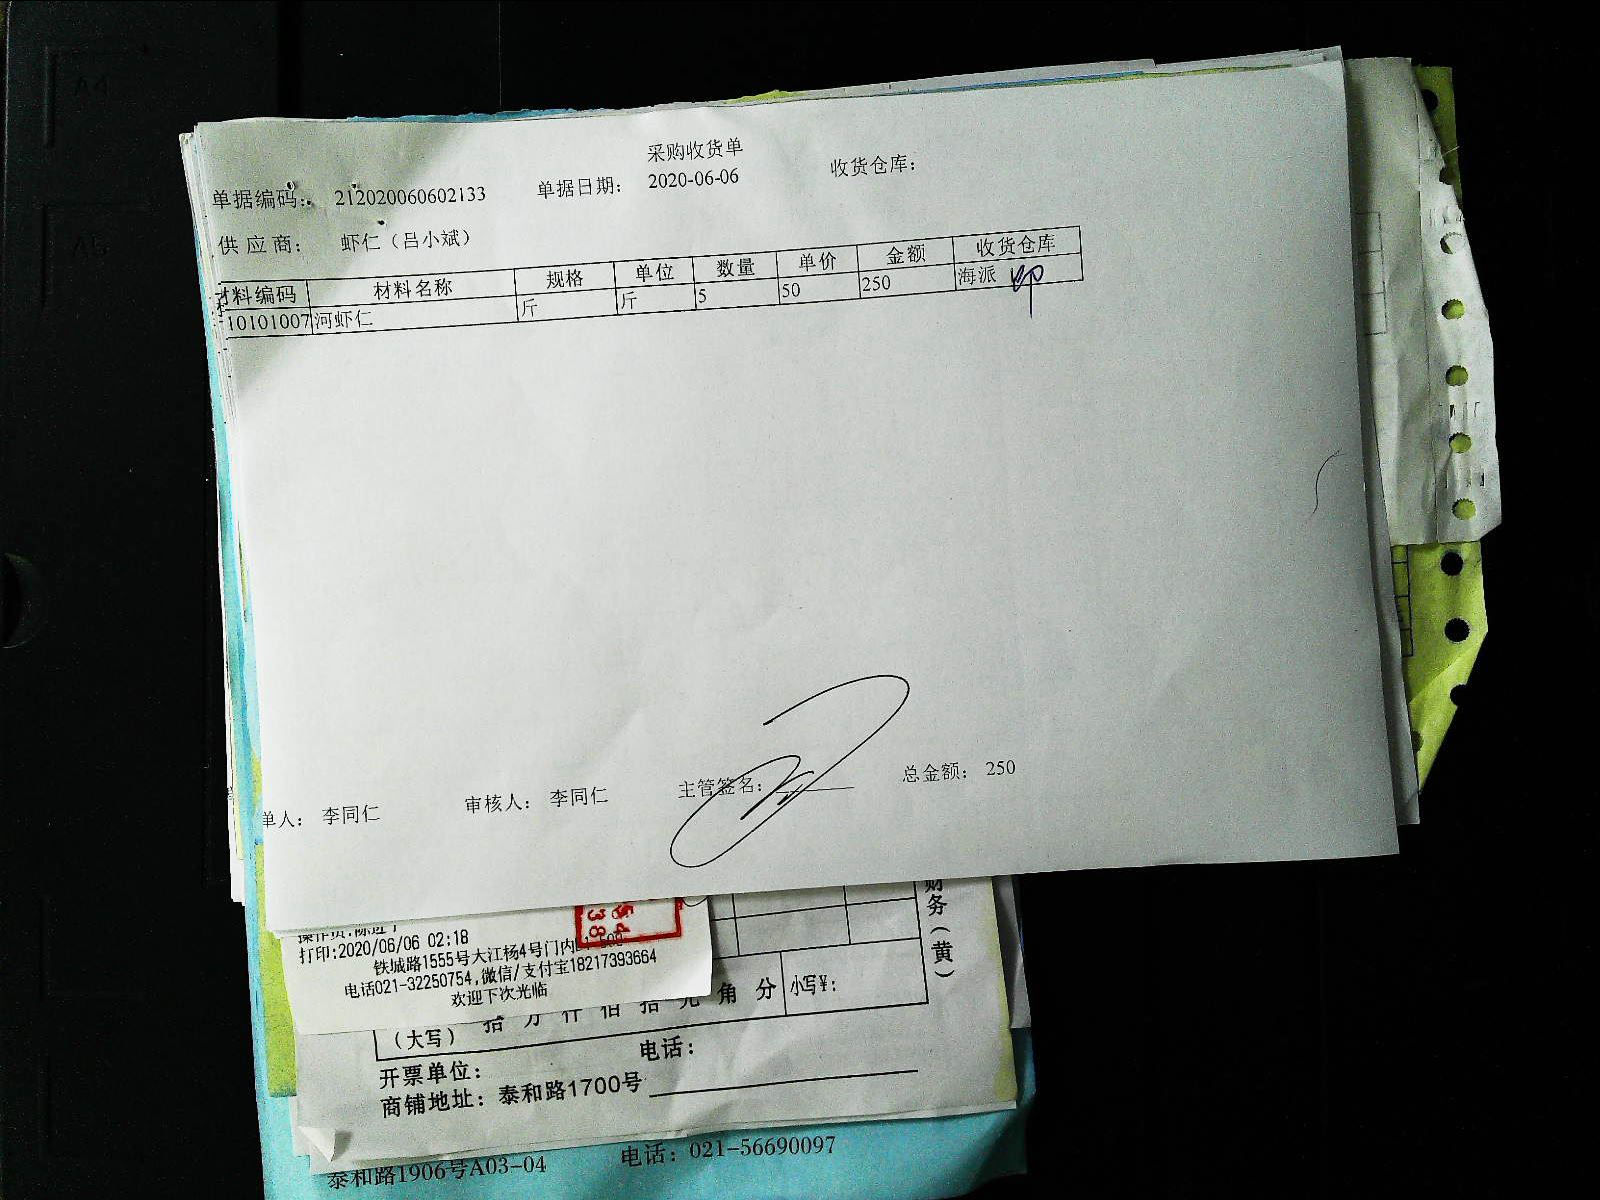 采购收货单
单据编码： 212020060602133 单据日期： 2020-06-06 收货仓库：
供应商： 虾仁（吕小斌）
材料编码 材料名称 规格 单位 数量 单价 金额 收货仓库
10101007 河虾仁 斤 斤 5 50 250 海派
单人： 李同仁 审核人： 李同仁 主管签名： 总金额： 250
打印:2020/06/06 02:18
铁城路1555号大江杨4号门内
电话021-32250754,微信/支付宝18217393664
欢迎下次光临
财务（黄）
（大写） 拾 万 仟 佰 拾 元 角 分 小写¥:
开票单位： 电话：
商铺地址： 泰和路1700号
泰和路1906号A03-04 电话：021-56690097
A4
A5